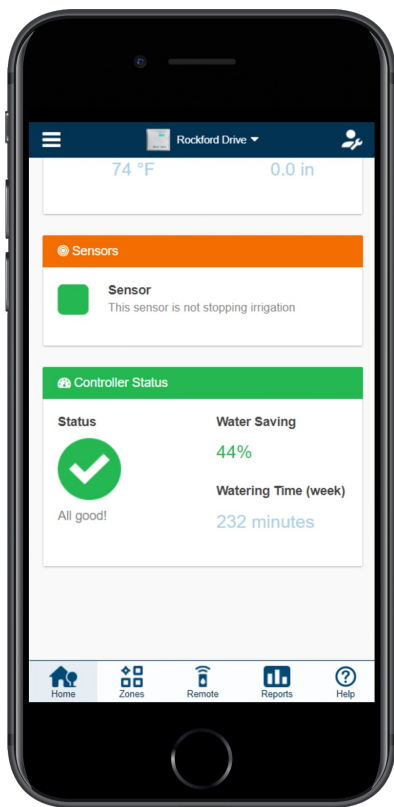 Rockford Drive
74 °F
0.0 in
Sensors
Sensor
This sensor is not stopping irrigation
Controller Status
Status
Water Saving
44%
Watering Time (week)
All good!
232 minutes
Home
Zones
Remote
Reports
Help